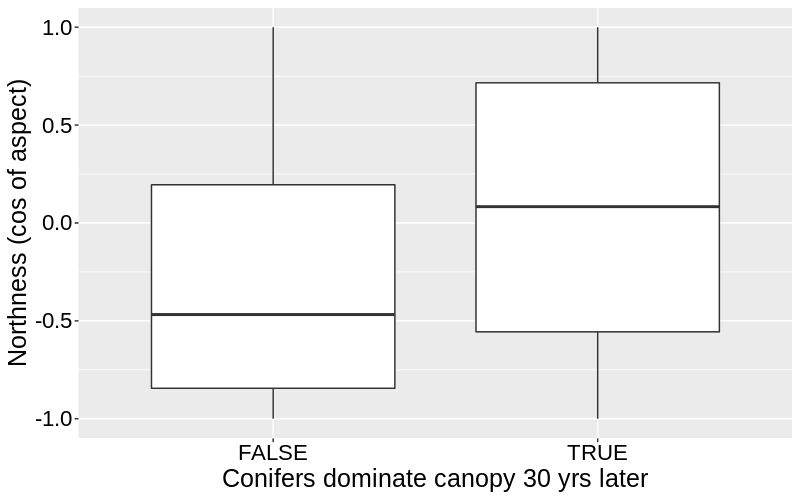 Northness (cos of aspect)
1.0
0.5
0.0
-0.5
-1.0
FALSE
TRUE
Conifers dominate canopy 30 yrs later